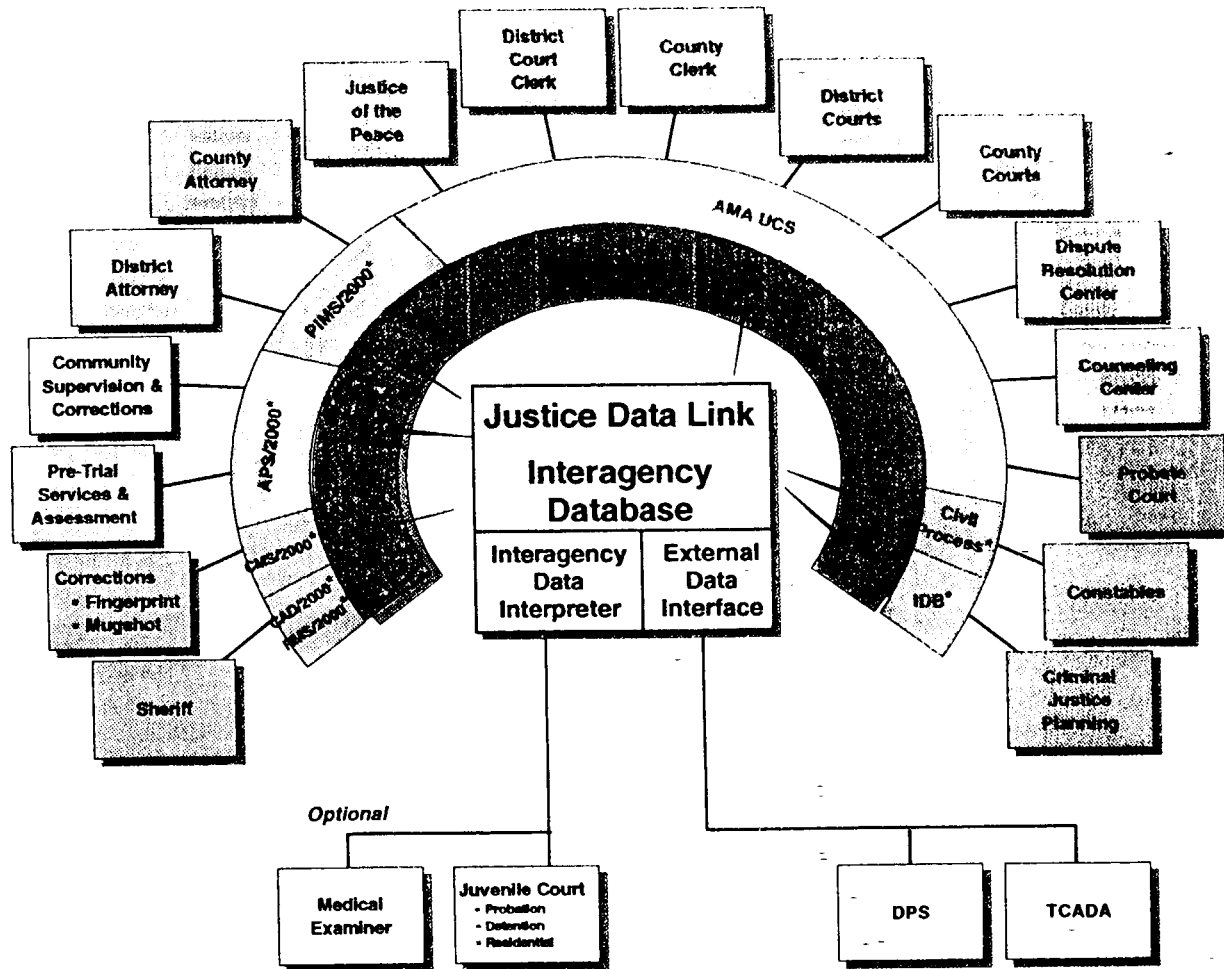 District
Court
Clerk
County
Clerk
Justice
of the
Peace
District
Courts
County
Attorney
County
Courts
AMA UCS
District
Attorney
PIMS/2000*
Dispute
Resolution
Center
Community
Supervision &
Corrections
APS/2000*
Counseling
Center
Pre-Trial
Services &
Assessment
Probate
Court
Justice Data Link
Interagency
Database
Interagency
Data
Interpreter
External
Data
Interface
Corrections
• Fingerprint
• Mugshot
CMS/2000*
CAD/2000*
RMS/2000*
Civil
Process*
IDB*
Constables
Sheriff
Criminal
Justice
Planning
Optional
Medical
Examiner
Juvenile Court
• Probation
• Detention
• Residential
DPS
TCADA